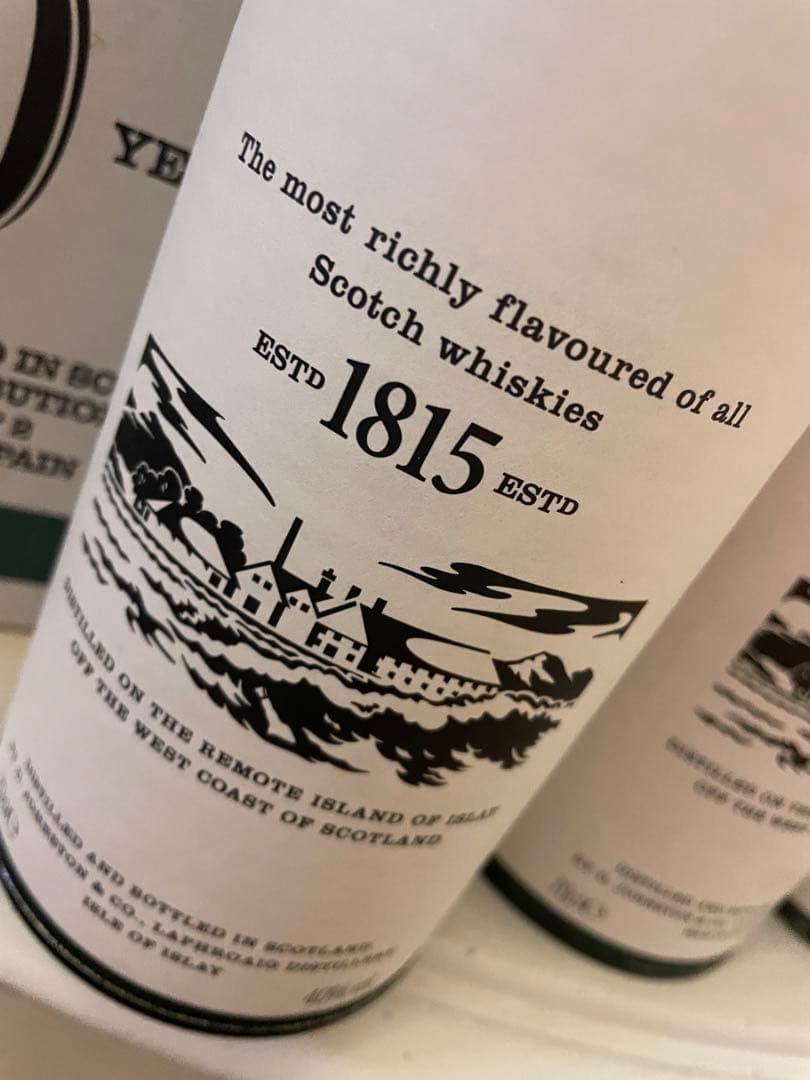 YE
The most richly flavoured of all
Scotch whiskies
ESTD 1815 ESTD
DISTILLED ON THE REMOTE ISLAND OF ISLAY
OFF THE WEST COAST OF SCOTLAND
DISTILLED AND BOTTLED IN SCOTLAND
JOHNSTON & CO., LAPHROAIG DISTILLERY
ISLE OF ISLAY
IN SC
UTIO
PAIN